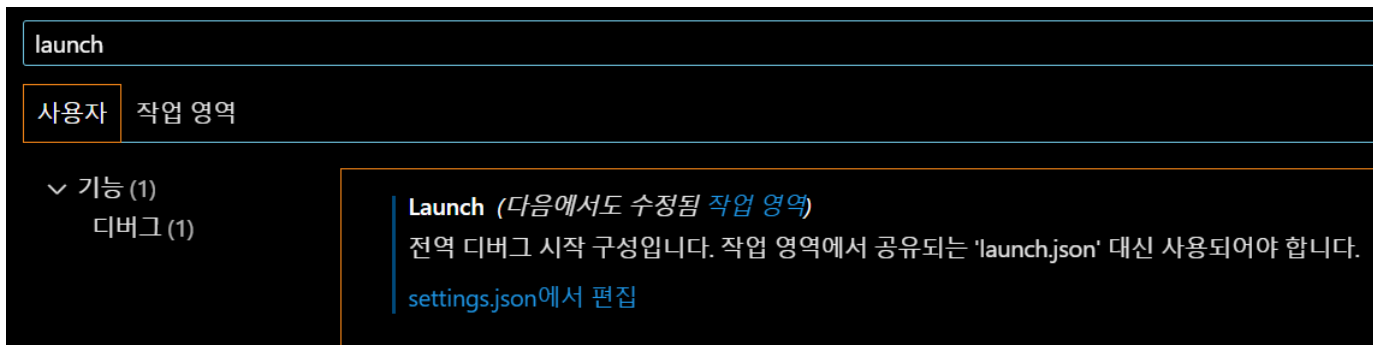 launch
사용자 작업 영역
기능 (1)
디버그 (1)
Launch (다음에서도 수정됨 작업 영역)
전역 디버그 시작 구성입니다. 작업 영역에서 공유되는 'launch.json' 대신 사용되어야 합니다.
settings.json에서 편집